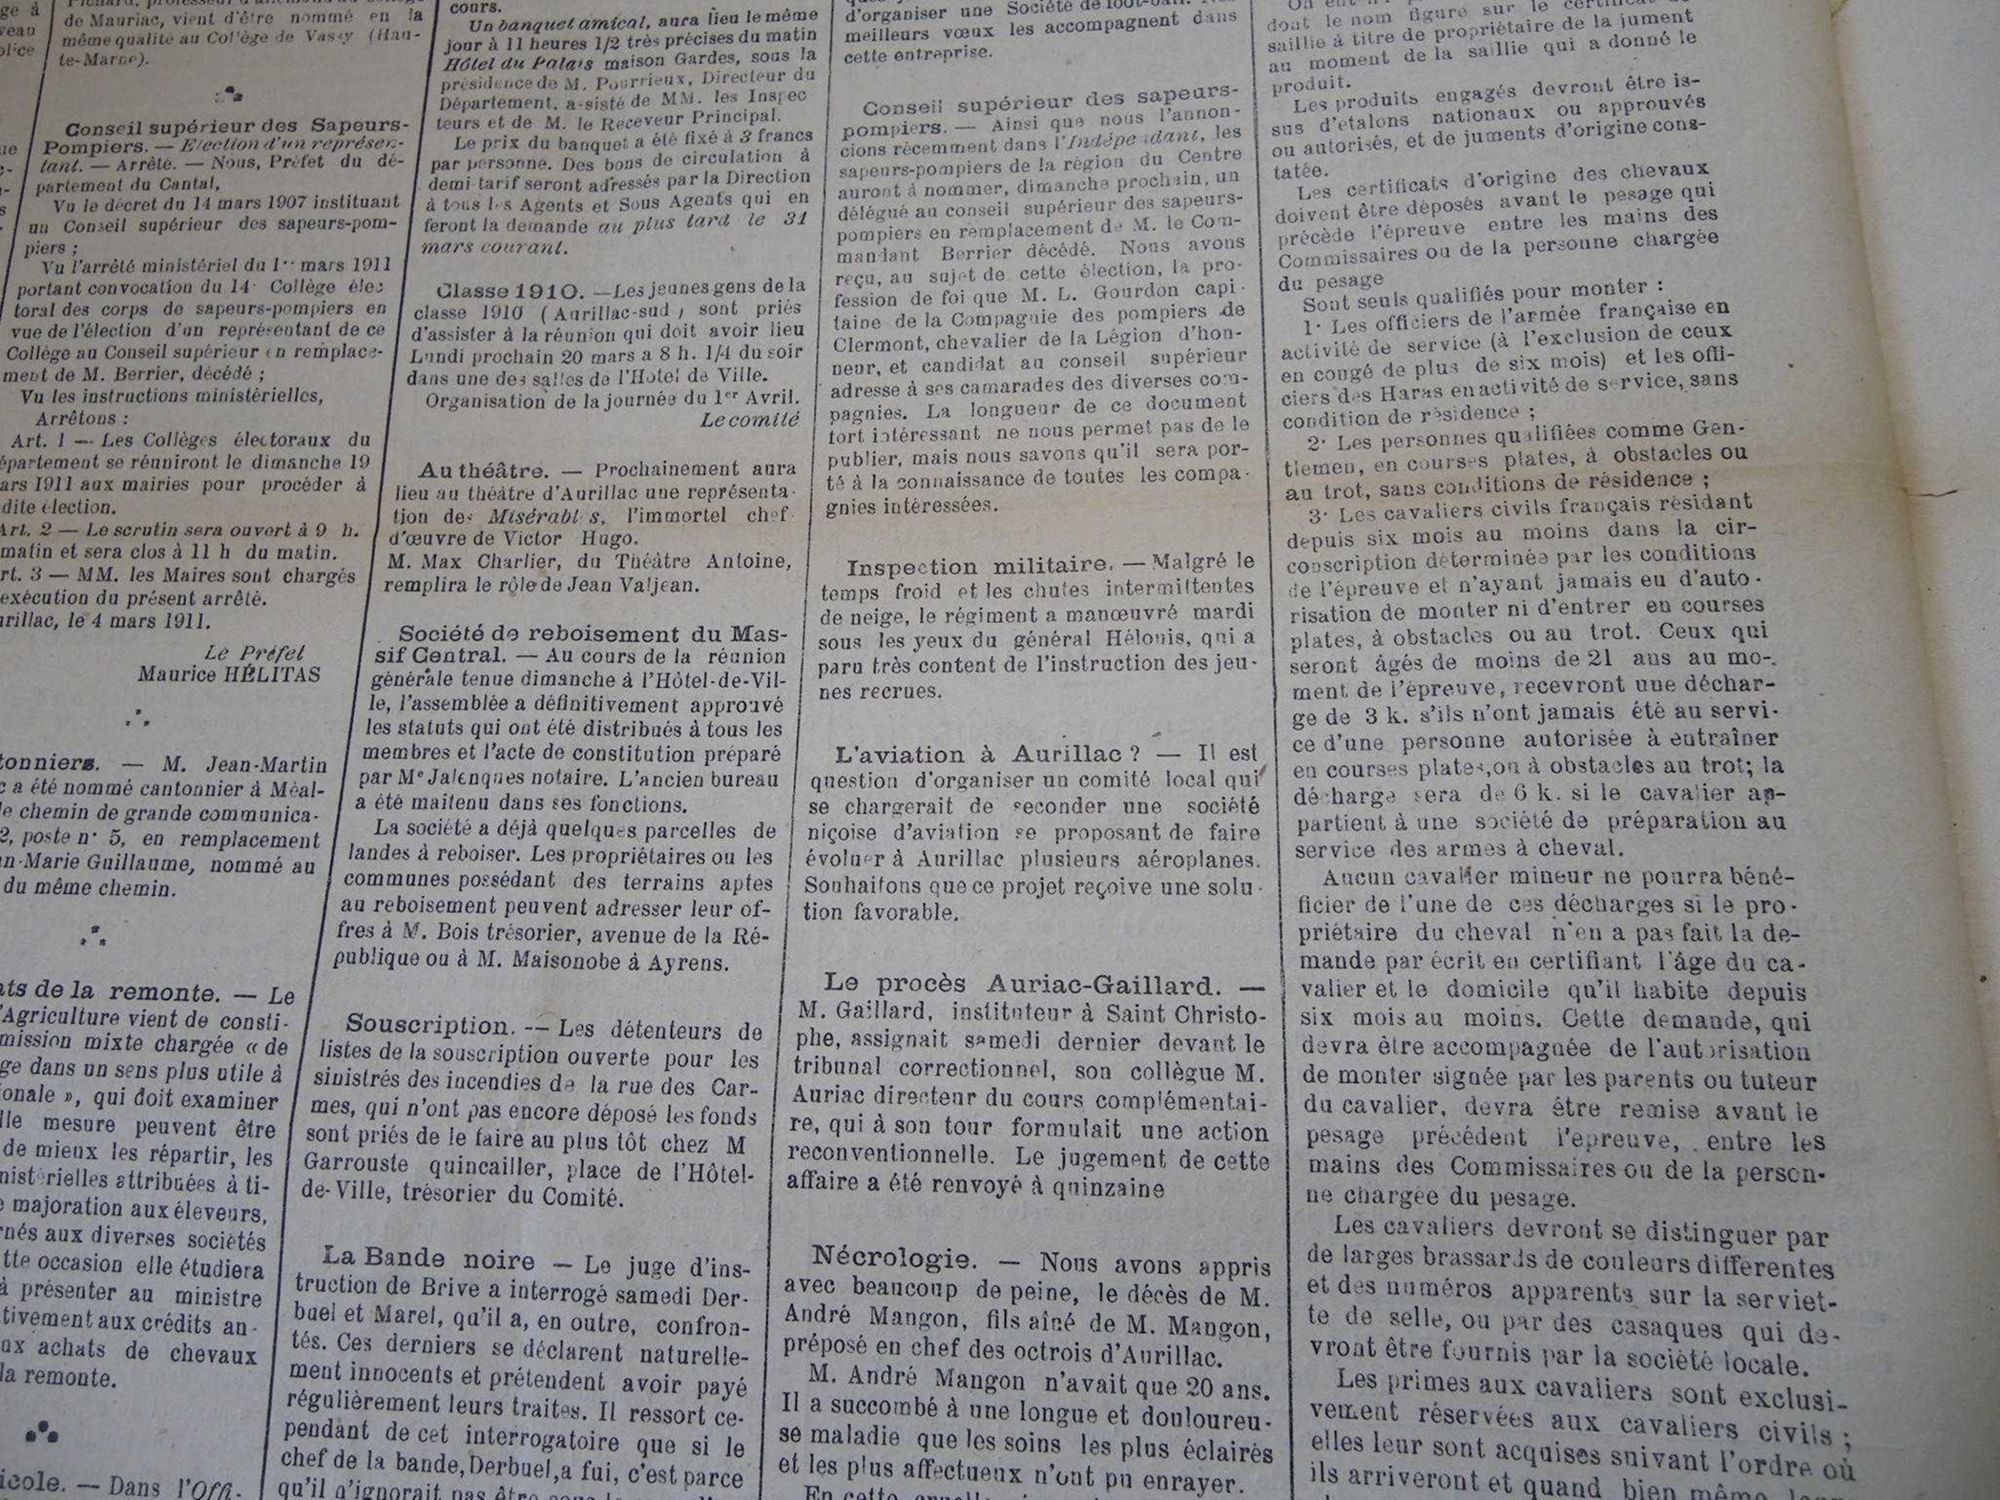 de Mauriac, vient d'être nommé en la
même qualité au Collège de Vassy (Hau-
te-Marne).
Conseil supérieur des Sapeurs-
Pompiers. — Election d'un représen-
tant. — Arrêté. — Nous, Préfet du dé-
partement du Cantal,
Vu le décret du 14 mars 1907 instituant
un Conseil supérieur des sapeurs-pom-
piers ;
Vu l'arrêté ministériel du 1er mars 1911
portant convocation du 14· Collège élec
toral des corps de sapeurs-pompiers en
vue de l'élection d'un représentant de ce
Collège au Conseil supérieur en remplace-
ment de M. Berrier, décédé ;
Vu les instructions ministérielles,
Arrêtons :
Art. 1 — Les Collèges électoraux du
épartement se réuniront le dimanche 19
ars 1911 aux mairies pour procéder à
dite élection.
Art. 2 — Le scrutin sera ouvert à 9 h.
matin et sera clos à 11 h du matin.
rt. 3 — MM. les Maires sont chargés
exécution du présent arrêté.
urillac, le 4 mars 1911.
Le Préfet
Maurice HÉLITAS
tonniers. — M. Jean-Martin
c a été nommé cantonnier à Méal-
le chemin de grande communica-
2, poste n· 5, en remplacement
n-Marie Guillaume, nommé au
du même chemin.
ats de la remonte. — Le
'Agriculture vient de consti-
mission mixte chargée « de
ge dans un sens plus utile à
ionale », qui doit examiner
lle mesure peuvent être
de mieux les répartir, les
nistérielles attribuées à ti-
e majoration aux éleveurs,
rnés aux diverses sociétés
tte occasion elle étudiera
à présenter au ministre
tivement aux crédits an-
ux achats de chevaux
la remonte.
icole. — Dans l'Offi-
cours.
Un banquet amical, aura lieu le même
jour à 11 heures 1/2 très précises du matin
Hôtel du Palais maison Gardes, sous la
présidence de M. Pourrieux, Directeur du
Département, a-sisté de MM. les Inspec
teurs et de M. le Receveur Principal.
Le prix du banquet a été fixé à 3 francs
par personne. Des bons de circulation à
demi tarif seront adressés par la Direction
à tous les Agents et Sous Agents qui en
feront la demande au plus tard le 31
mars courant.
Classe 1910. — Les jeunes gens de la
classe 1910 (Aurillac-sud) sont priés
d'assister à la réunion qui doit avoir lieu
Lundi prochain 20 mars a 8 h. 1/4 du soir
dans une des salles de l'Hotel de Ville.
Organisation de la journée du 1er Avril.
Le comité
Au théâtre. — Prochainement aura
lieu au théâtre d'Aurillac une représenta-
tion des Misérables, l'immortel chef
d'œuvre de Victor Hugo.
M. Max Charlier, du Théâtre Antoine,
remplira le rôle de Jean Valjean.
Société de reboisement du Mas-
sif Central. — Au cours de la réunion
générale tenue dimanche à l'Hôtel-de-Vil-
le, l'assemblée a définitivement approuvé
les statuts qui ont été distribués à tous les
membres et l'acte de constitution préparé
par Me Jalenques notaire. L'ancien bureau
a été maitenu dans ses fonctions.
La société a déjà quelques parcelles de
landes à reboiser. Les propriétaires ou les
communes possédant des terrains aptes
au reboisement peuvent adresser leur of-
fres à M. Bois trésorier, avenue de la Ré-
publique ou à M. Maisonobe à Ayrens.
Souscription. -— Les détenteurs de
listes de la souscription ouverte pour les
sinistrés des incendies de la rue des Car-
mes, qui n'ont pas encore déposé les fonds
sont priés de le faire au plus tôt chez M
Garrouste quincailler, place de l'Hôtel-
de-Ville, trésorier du Comité.
La Bande noire — Le juge d'ins-
truction de Brive a interrogé samedi Der-
buel et Marel, qu'il a, en outre, confron-
tés. Ces derniers se déclarent naturelle-
ment innocents et prétendent avoir payé
régulièrement leurs traites. Il ressort ce-
pendant de cet interrogatoire que si le
chef de la bande, Derbuel, a fui, c'est parce
qu'il n'ignorait pas être
d'organiser une Société de foot-ball.
meilleurs vœux les accompagnent dans
cette entreprise.
Conseil supérieur des sapeurs-
pompiers. — Ainsi que nous l'annon-
cions récemment dans l'Indépendant, les
sapeurs-pompiers de la région du Centre
auront à nommer, dimanche prochain, un
délégué au conseil supérieur des sapeurs-
pompiers en remplacement de M. le Com-
mandant Berrier décédé. Nous avons
reçu, au sujet de cette élection, la pro-
fession de foi que M. L. Gourdon capi-
taine de la Compagnie des pompiers de
Clermont, chevalier de la Légion d'hon-
neur, et candidat au conseil supérieur
adresse à ses camarades des diverses com-
pagnies. La longueur de ce document
fort intéressant ne nous permet pas de le
publier, mais nous savons qu'il sera por-
té à la connaissance de toutes les compa-
gnies intéressées.
Inspection militaire. — Malgré le
temps froid et les chutes intermittentes
de neige, le régiment a manœuvré mardi
sous les yeux du général Hélouis, qui a
paru très content de l'instruction des jeu-
nes recrues.
L'aviation à Aurillac ? — Il est
question d'organiser un comité local qui
se chargerait de seconder une société
niçoise d'aviation se proposant de faire
évoluer à Aurillac plusieurs aéroplanes.
Souhaitons que ce projet reçoive une solu-
tion favorable.
Le procès Auriac-Gaillard. —
M. Gaillard, instituteur à Saint Christo-
phe, assignait samedi dernier devant le
tribunal correctionnel, son collègue M.
Auriac directeur du cours complémentai-
re, qui à son tour formulait une action
reconventionnelle. Le jugement de cette
affaire a été renvoyé à quinzaine
Nécrologie. — Nous avons appris
avec beaucoup de peine, le décès de M.
André Mangon, fils aîné de M. Mangon,
préposé en chef des octrois d'Aurillac.
M. André Mangon n'avait que 20 ans.
Il a succombé à une longue et douloureu-
se maladie que les soins les plus éclairés
et les plus affectueux n'ont pu enrayer.
En cette
dont le nom figure sur le certificat de
saillie à titre de propriétaire de la jument
au moment de la saillie qui a donné le
produit.
Les produits engagés devront être is-
sus d'étalons nationaux ou approuvés
ou autorisés, et de juments d'origine cons-
tatée.
Les certificats d'origine des chevaux
doivent être déposés avant le pesage qui
précède l'épreuve entre les mains des
Commissaires ou de la personne chargée
du pesage
Sont seuls qualifiés pour monter :
1· Les officiers de l'armée française en
activité de service (à l'exclusion de ceux
en congé de plus de six mois) et les offi-
ciers des Haras en activité de service, sans
condition de résidence ;
2· Les personnes qualifiées comme Gen-
tlemen, en courses plates, à obstacles ou
au trot, sans conditions de résidence ;
3· Les cavaliers civils français résidant
depuis six mois au moins dans la cir-
conscription déterminée par les conditions
de l'épreuve et n'ayant jamais eu d'auto-
risation de monter ni d'entrer en courses
plates, à obstacles ou au trot. Ceux qui
seront âgés de moins de 21 ans au mo-
ment de l'épreuve, recevront une déchar-
ge de 3 k. s'ils n'ont jamais été au servi-
ce d'une personne autorisée à entraîner
en courses plates, ou à obstacles au trot; la
décharge sera de 6 k. si le cavalier ap-
partient à une société de préparation au
service des armes à cheval.
Aucun cavalier mineur ne pourra béné-
ficier de l'une de ces décharges si le pro-
priétaire du cheval n'en a pas fait la de-
mande par écrit en certifiant l'âge du ca-
valier et le domicile qu'il habite depuis
six mois au moins. Cette demande, qui
devra être accompagnée de l'autorisation
de monter signée par les parents ou tuteur
du cavalier, devra être remise avant le
pesage précédent l'epreuve, entre les
mains des Commissaires ou de la person-
ne chargée du pesage.
Les cavaliers devront se distinguer par
de larges brassards de couleurs différentes
et des numéros apparents sur la serviet-
te de selle, ou par des casaques qui de-
vront être fournis par la société locale.
Les primes aux cavaliers sont exclusi-
vement réservées aux cavaliers civils ;
elles leur sont acquises suivant l'ordre où
ils arriveront et quand bien même